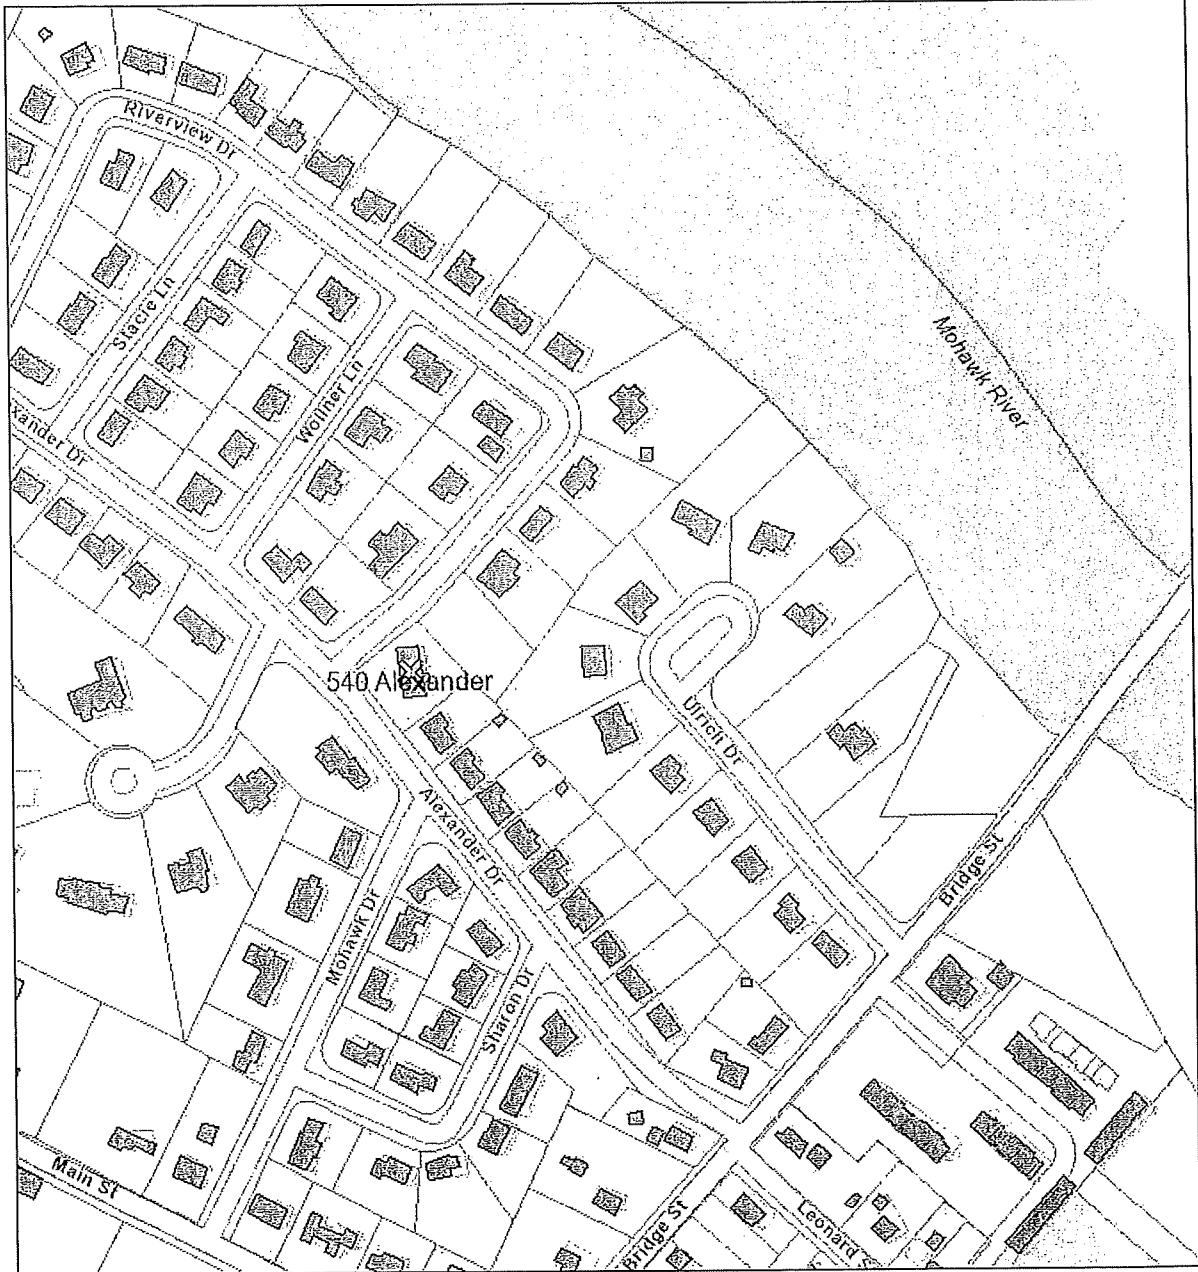 Riverview Dr
Stacie Ln
Mohawk River
Wollner Ln
xander Dr
540 Alexander
Ulrich Dr
Alexander Dr
Bridge St
Mohawk Dr
Sharon Dr
Main St
Leonard S
Bridge St